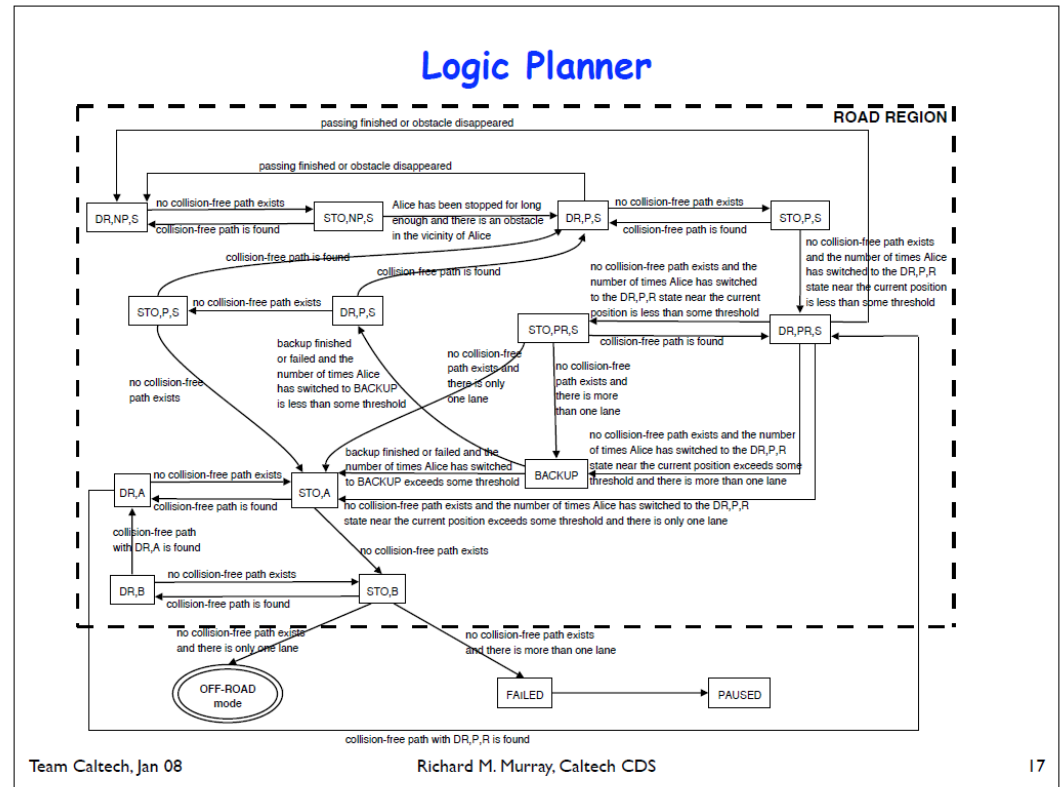 Logic Planner
ROAD REGION
passing finished or obstacle disappeared
passing finished or obstacle disappeared
DR,NP,S
no collision-free path exists
collision-free path is found
STO,NP,S
Alice has been stopped for long
enough and there is an obstacle
in the vicinity of Alice
DR,P,S
no collision-free path exists
collision-free path is found
STO,P,S
no collision-free path exists
and the number of times Alice
has switched to the DR,P,R
state near the current position
is less than some threshold
collision-free path is found
collision-free path is found
no collision-free path exists and the
number of times Alice has switched
to the DR,P,R state near the current
position is less than some threshold
STO,P,S
no collision-free path exists
DR,P,S
STO,PR,S
collision-free path is found
DR,PR,S
backup finished
or failed and the
number of times Alice
has switched to BACKUP
is less than some threshold
no collision-free
path exists and
there is only
one lane
no collision-free
path exists and
there is more
than one lane
no collision-free
path exists
no collision-free path exists and the number
of times Alice has switched to the DR,P,R
state near the current position exceeds some
threshold and there is more than one lane
backup finished or failed and the
number of times Alice has switched
to BACKUP exceeds some threshold
BACKUP
DR,A
no collision-free path exists
collision-free path is found
STO,A
no collision-free path exists and the number of times Alice has switched to the DR,P,R
state near the current position exceeds some threshold and there is only one lane
collision-free path
with DR,A is found
no collision-free path exists
DR,B
no collision-free path exists
collision-free path is found
STO,B
no collision-free path exists
and there is only one lane
no collision-free path exists
and there is more than one lane
OFF-ROAD
mode
FAILED
PAUSED
collision-free path with DR,P,R is found
Team Caltech, Jan 08
Richard M. Murray, Caltech CDS
17